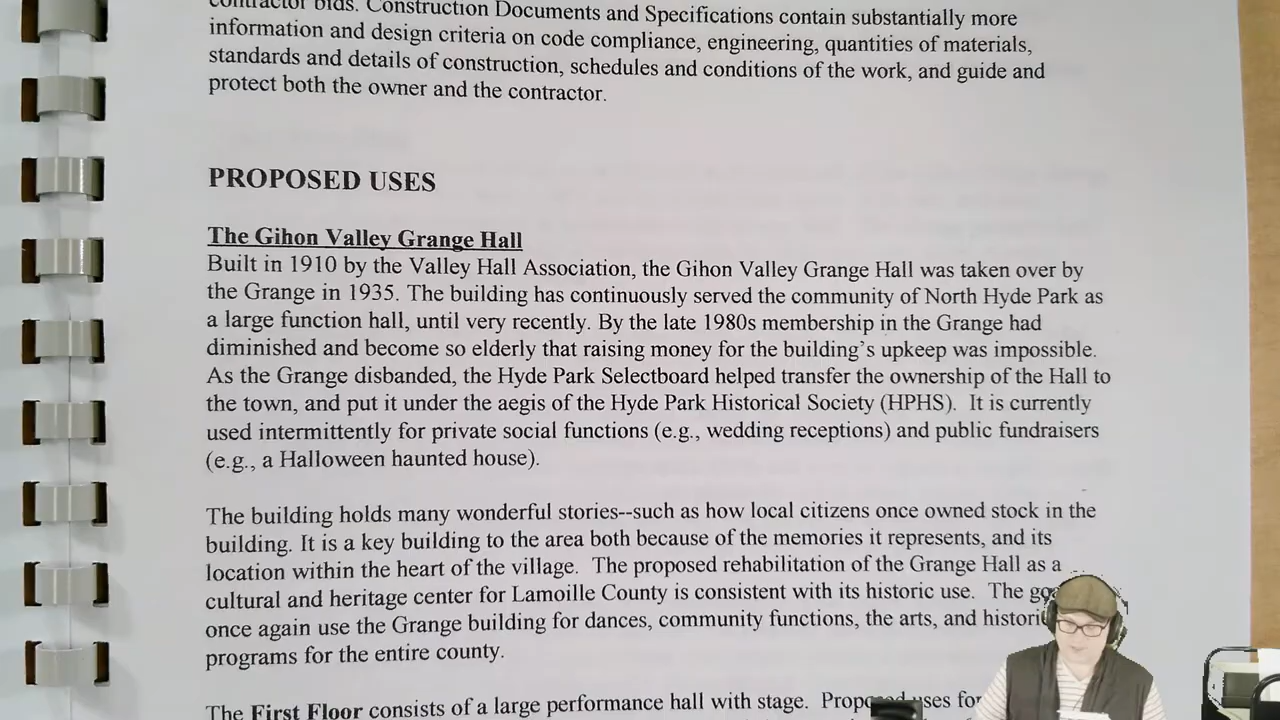 contractor bids. Construction Documents and Specifications contain substantially more
information and design criteria on code compliance, engineering, quantities of materials,
standards and details of construction, schedules and conditions of the work, and guide and
protect both the owner and the contractor.
PROPOSED USES
The Gihon Valley Grange Hall
Built in 1910 by the Valley Hall Association, the Gihon Valley Grange Hall was taken over by
the Grange in 1935. The building has continuously served the community of North Hyde Park as
a large function hall, until very recently. By the late 1980s membership in the Grange had
diminished and become so elderly that raising money for the building's upkeep was impossible.
As the Grange disbanded, the Hyde Park Selectboard helped transfer the ownership of the Hall to
the town, and put it under the aegis of the Hyde Park Historical Society (HPHS). It is currently
used intermittently for private social functions (e.g., wedding receptions) and public fundraisers
(e.g., a Halloween haunted house).
The building holds many wonderful stories--such as how local citizens once owned stock in the
building. It is a key building to the area both because of the memories it represents, and its
location within the heart of the village. The proposed rehabilitation of the Grange Hall as a
cultural and heritage center for Lamoille County is consistent with its historic use. The
once again use the Grange building for dances, community functions, the arts, and
programs for the entire county.
The First Floor consists of a large performance hall with stage. Proposed uses for